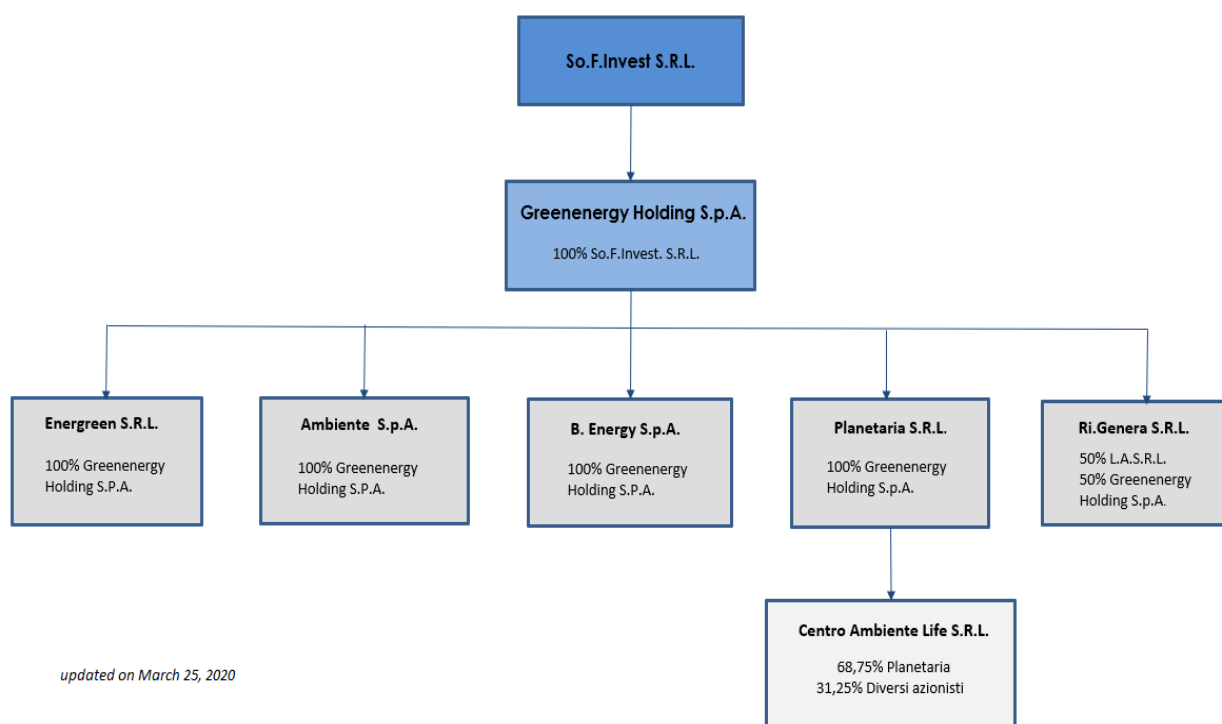 So.F.Invest S.R.L.
Greenenergy Holding S.p.A.
100% So.F.Invest. S.R.L.
Energreen S.R.L.
100% Greenenergy
Holding S.P.A.
Ambiente S.p.A.
100% Greenenergy
Holding S.P.A.
B. Energy S.p.A.
100% Greenenergy
Holding S.P.A.
Planetaria S.R.L.
100% Greenenergy
Holding S.p.A.
Ri.Genera S.R.L.
50% L.A.S.R.L.
50% Greenenergy
Holding S.p.A.
Centro Ambiente Life S.R.L.
68,75% Planetaria
31,25% Diversi azionisti
updated on March 25, 2020